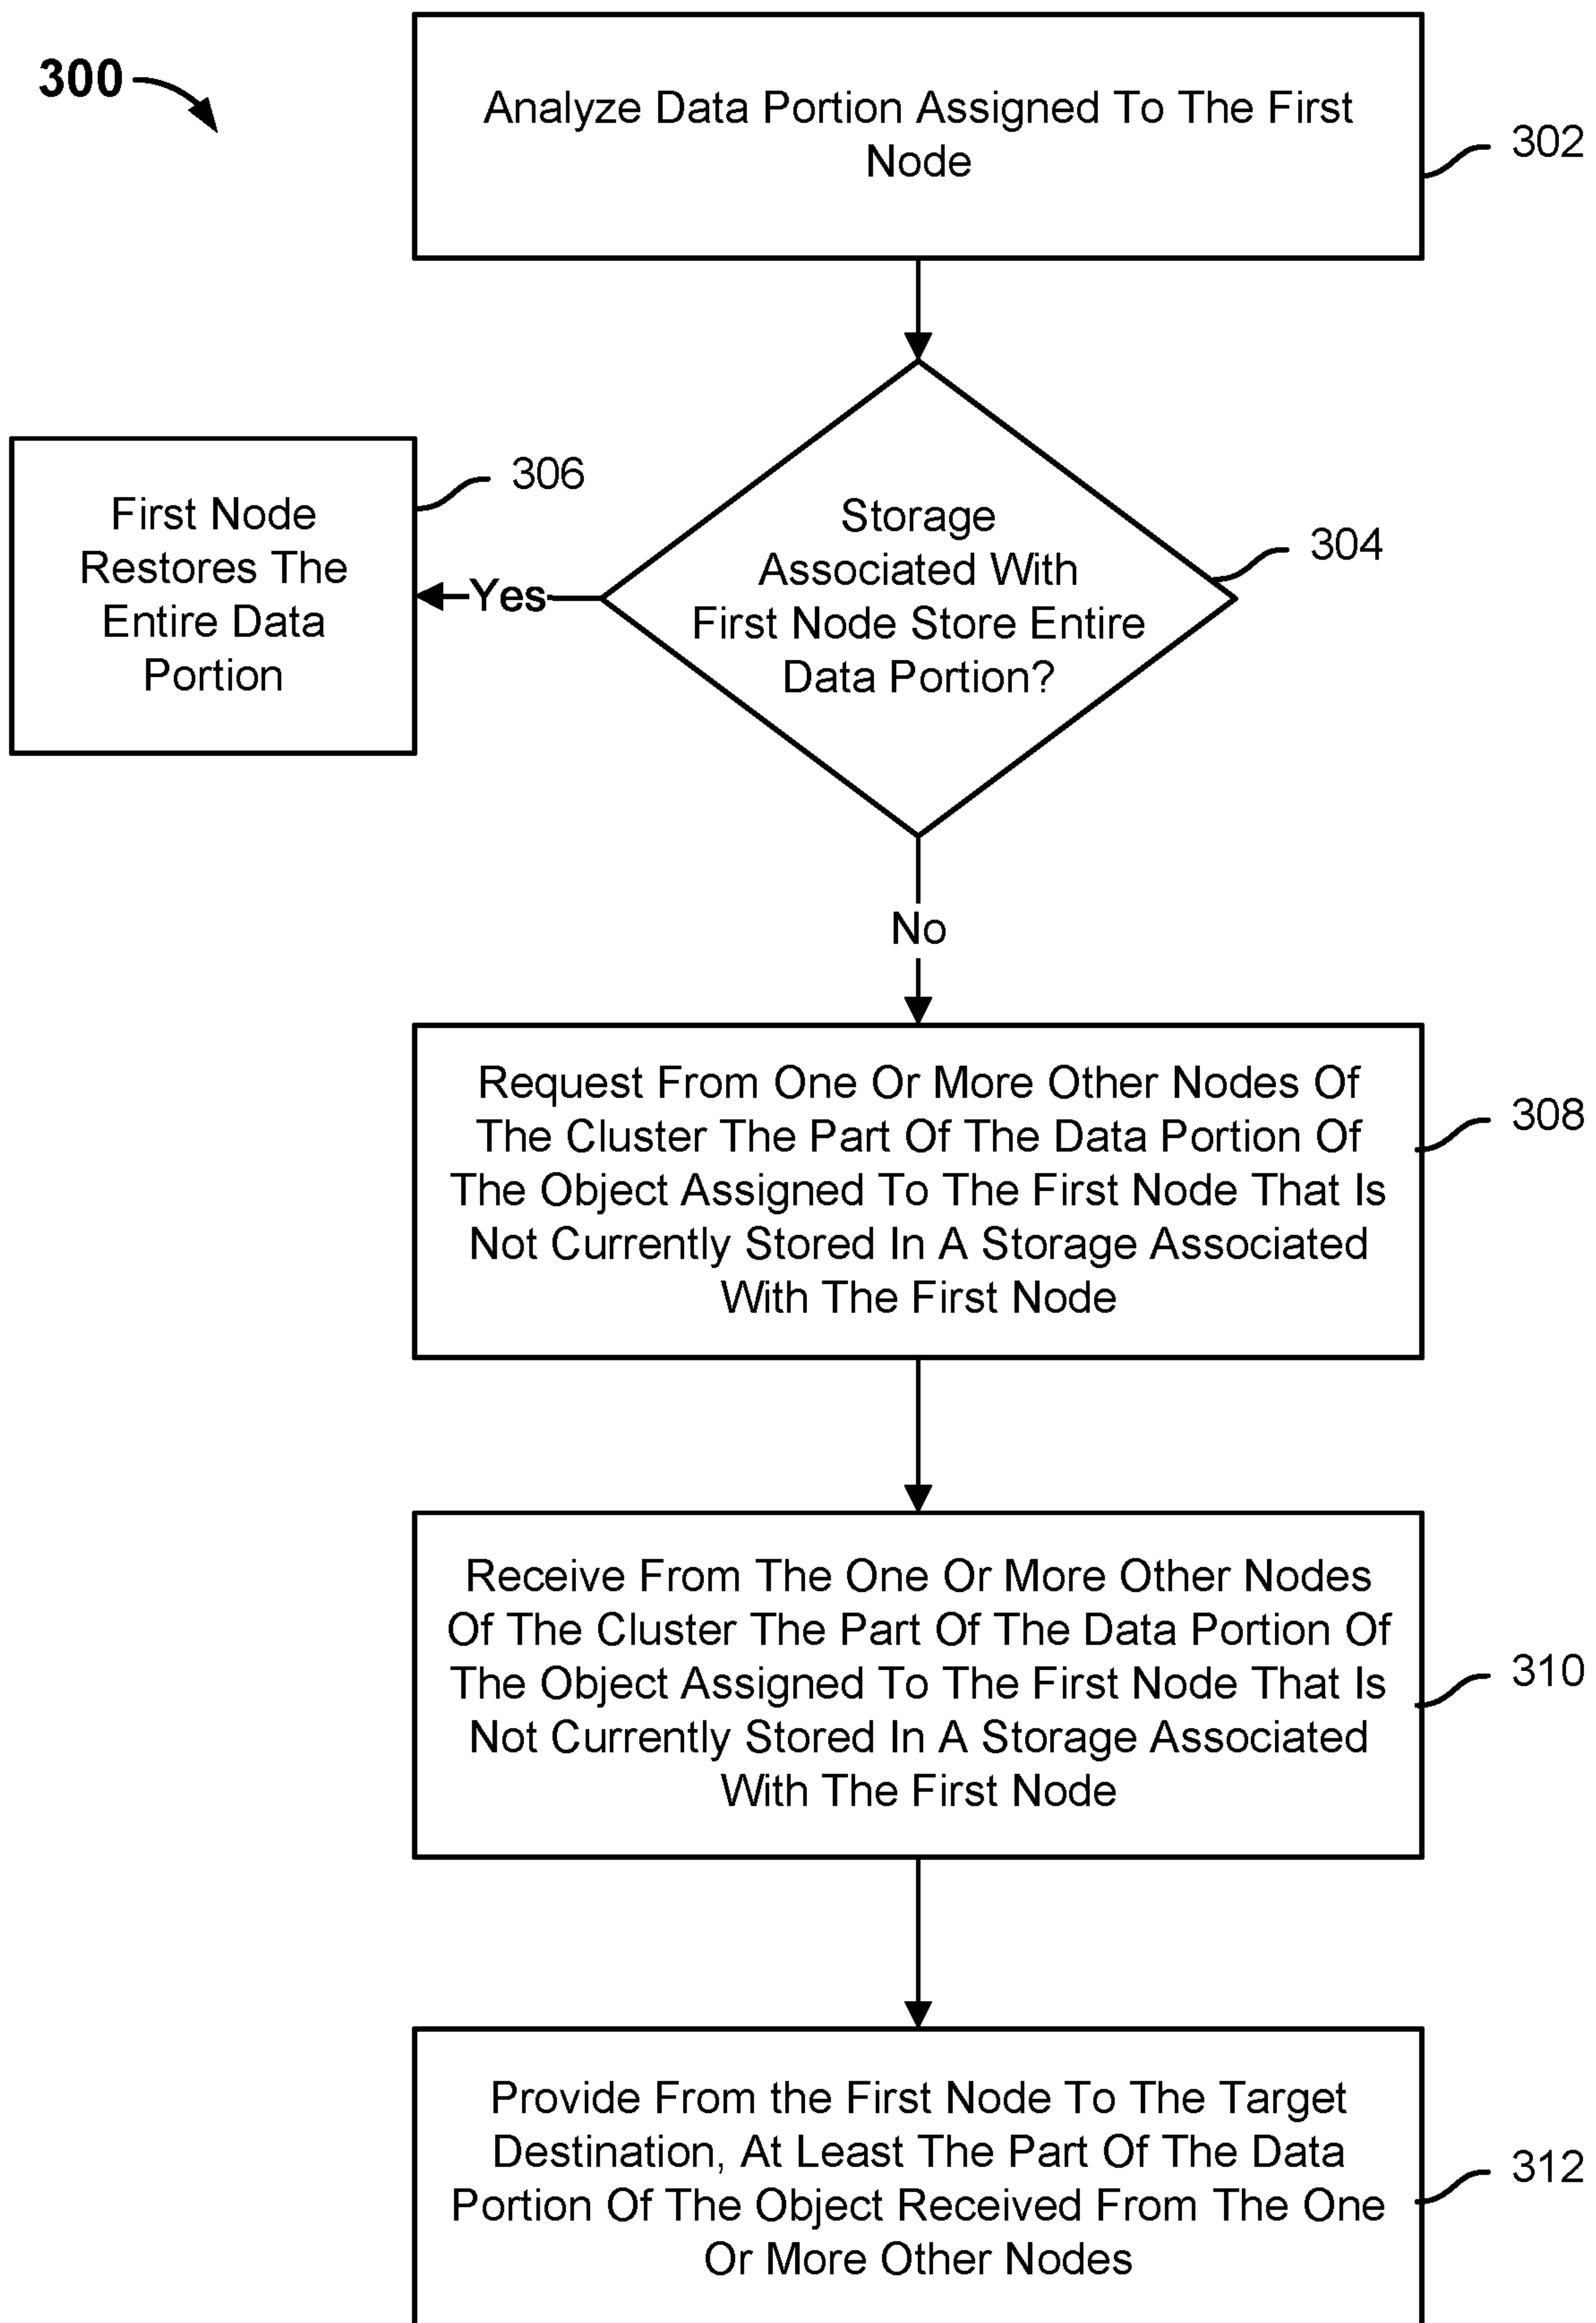 300
Analyze Data Portion Assigned To The First
Node
302
306
First Node
Restores The
Entire Data
Portion
Yes
Storage
Associated With
First Node Store Entire
Data Portion?
304
No
Request From One Or More Other Nodes Of
The Cluster The Part Of The Data Portion Of
The Object Assigned To The First Node That Is
Not Currently Stored In A Storage Associated
With The First Node
308
Receive From The One Or More Other Nodes
Of The Cluster The Part Of The Data Portion Of
The Object Assigned To The First Node That Is
Not Currently Stored In A Storage Associated
With The First Node
310
Provide From the First Node To The Target
Destination, At Least The Part Of The Data
Portion Of The Object Received From The One
Or More Other Nodes
312